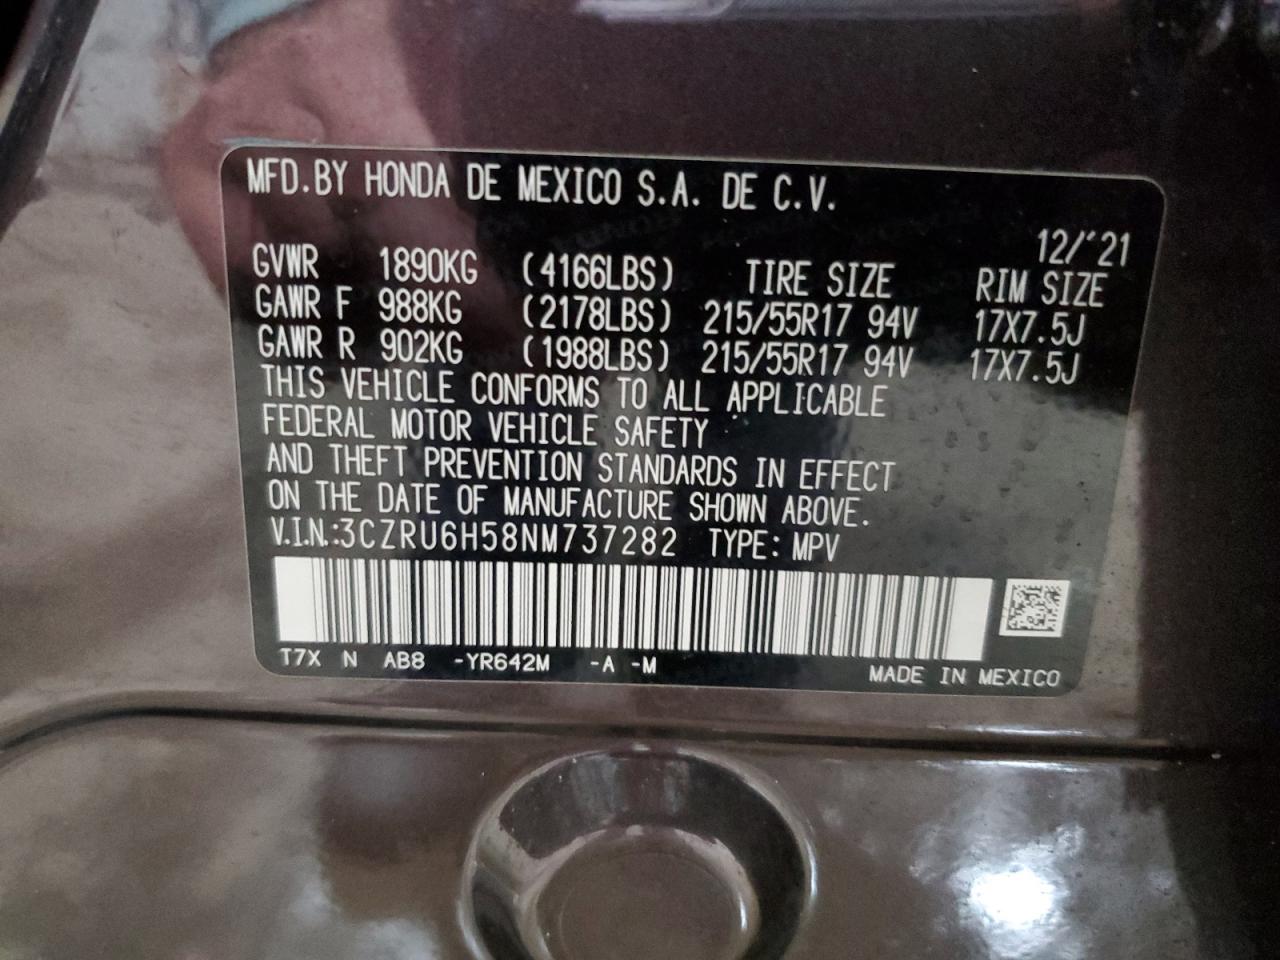 MFD.BY HONDA DE MEXICO S.A. DE C.V.
12/'21
GVWR 1890KG (4166LBS) TIRE SIZE RIM SIZE
GAWR F 988KG (2178LBS) 215/55R17 94V 17X7.5J
GAWR R 902KG (1988LBS) 215/55R17 94V 17X7.5J
THIS VEHICLE CONFORMS TO ALL APPLICABLE
FEDERAL MOTOR VEHICLE SAFETY
AND THEFT PREVENTION STANDARDS IN EFFECT
ON THE DATE OF MANUFACTURE SHOWN ABOVE.
V.I.N.:3CZRU6H58NM737282 TYPE: MPV
T7X N AB8 -YR642M -A -M
MADE IN MEXICO